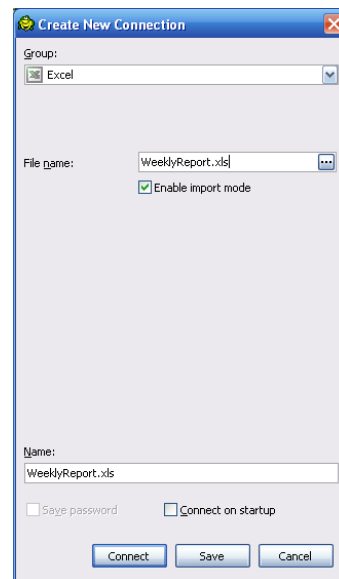 Create New Connection
Group:
Excel
File name:
WeeklyReport.xls
...
Enable import mode
Name:
WeeklyReport.xls
Save password
Connect on startup
Connect
Save
Cancel